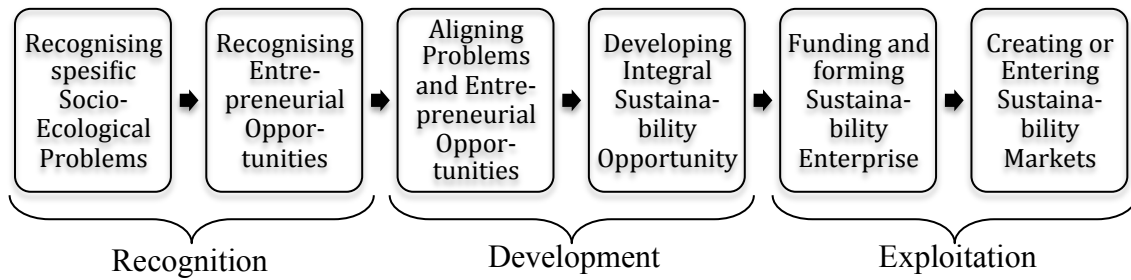 Recognising
spesific
Socio-
Ecological
Problems
Recognising
Entre-
preneurial
Oppor-
tunities
Aligning
Problems
and Entre-
preneurial
Oppor-
tunities
Developing
Integral
Sustaina-
bility
Opportunity
Funding and
forming
Sustaina-
bility
Enterprise
Creating or
Entering
Sustaina-
bility
Markets
Recognition
Development
Exploitation